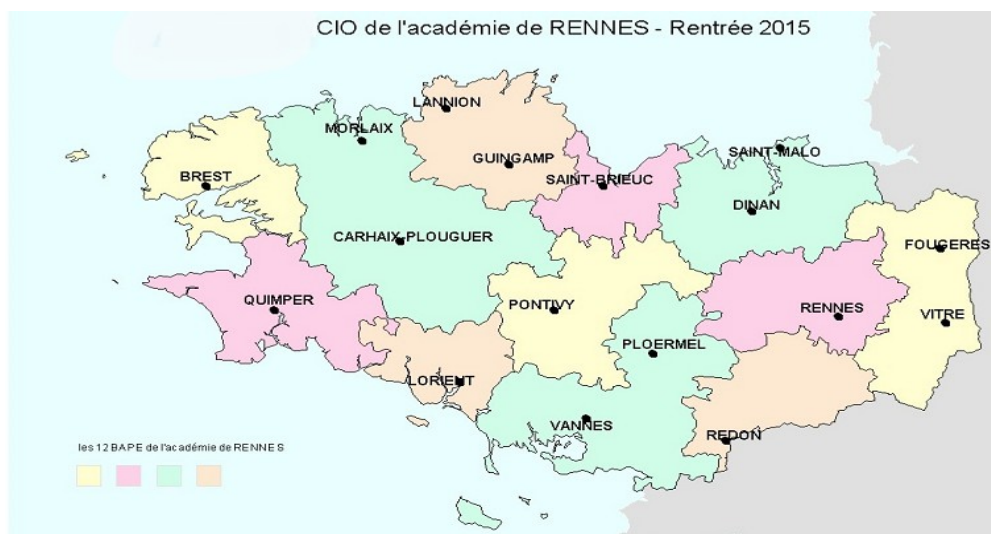 CIO de l'académie de RENNES - Rentrée 2015
LANNION
MORLAIX
GUINGAMP
SAINT-MALO
BREST
SAINT-BRIEUC
DINAN
CARHAIX-PLOUGUER
FOUGERES
QUIMPER
PONTIVY
RENNES
VITRE
PLOERMEL
LORIENT
VANNES
REDON
les 12 BAPE de l'académie de RENNES